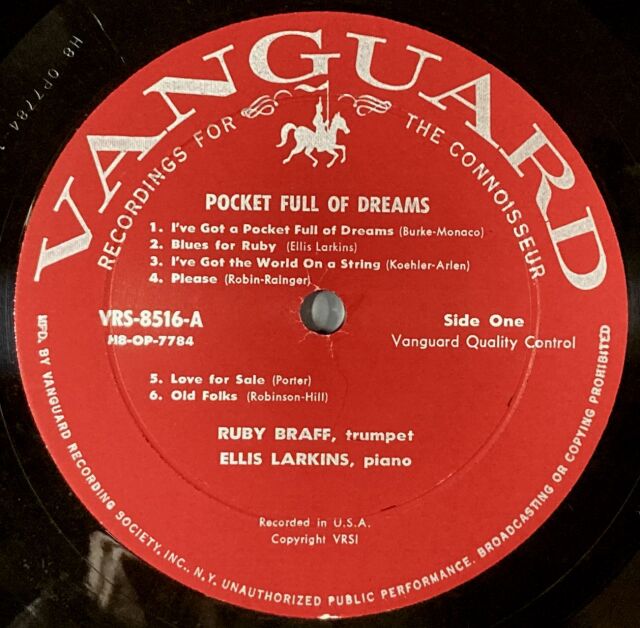 VANGUARD
RECORDINGS FOR THE CONNOISSEUR
POCKET FULL OF DREAMS
1. I've Got a Pocket Full of Dreams (Burke-Monaco)
2. Blues for Ruby (Ellis Larkins)
3. I've Got the World On a String (Koehler-Arlen)
4. Please (Robin-Rainger)
VRS-8516-A
H8-OP-7784
Side One
Vanguard Quality Control
5. Love for Sale (Porter)
6. Old Folks (Robinson-Hill)
RUBY BRAFF, trumpet
ELLIS LARKINS, piano
Recorded in U.S.A.
Copyright VRSI
MFD. BY VANGUARD RECORDING SOCIETY, INC., N.Y. UNAUTHORIZED PUBLIC PERFORMANCE. BROADCASTING OR COPYING PROHIBITED
H8 OP7784